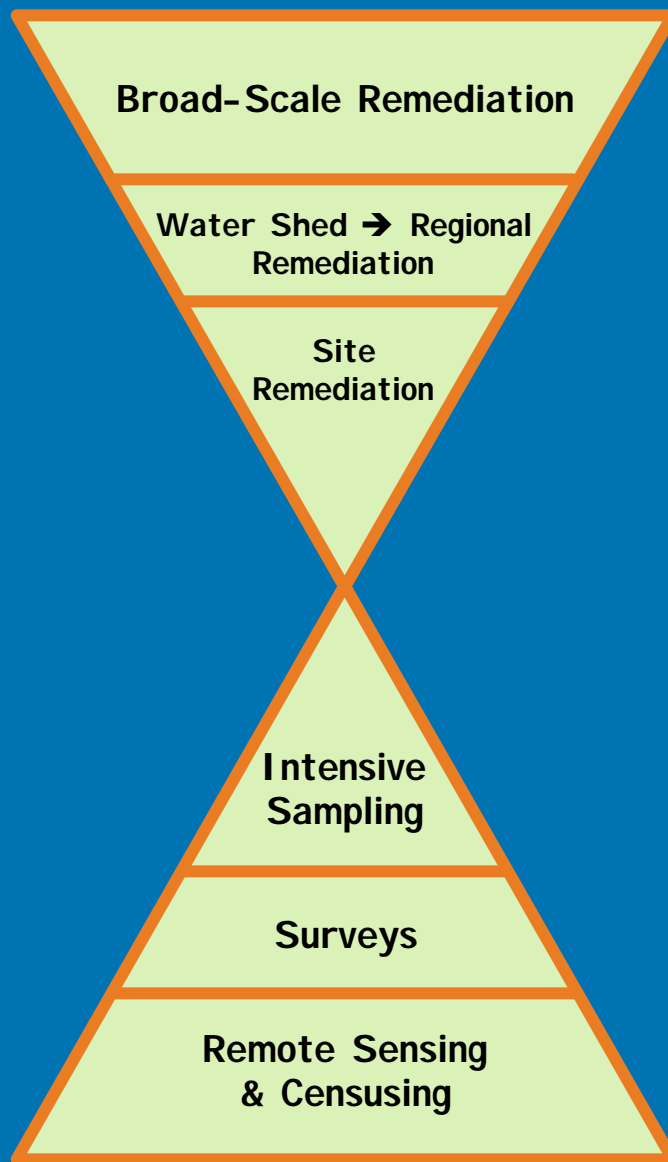 Broad-Scale Remediation
Water Shed ➔ Regional
Remediation
Site
Remediation
Intensive
Sampling
Surveys
Remote Sensing
& Censusing